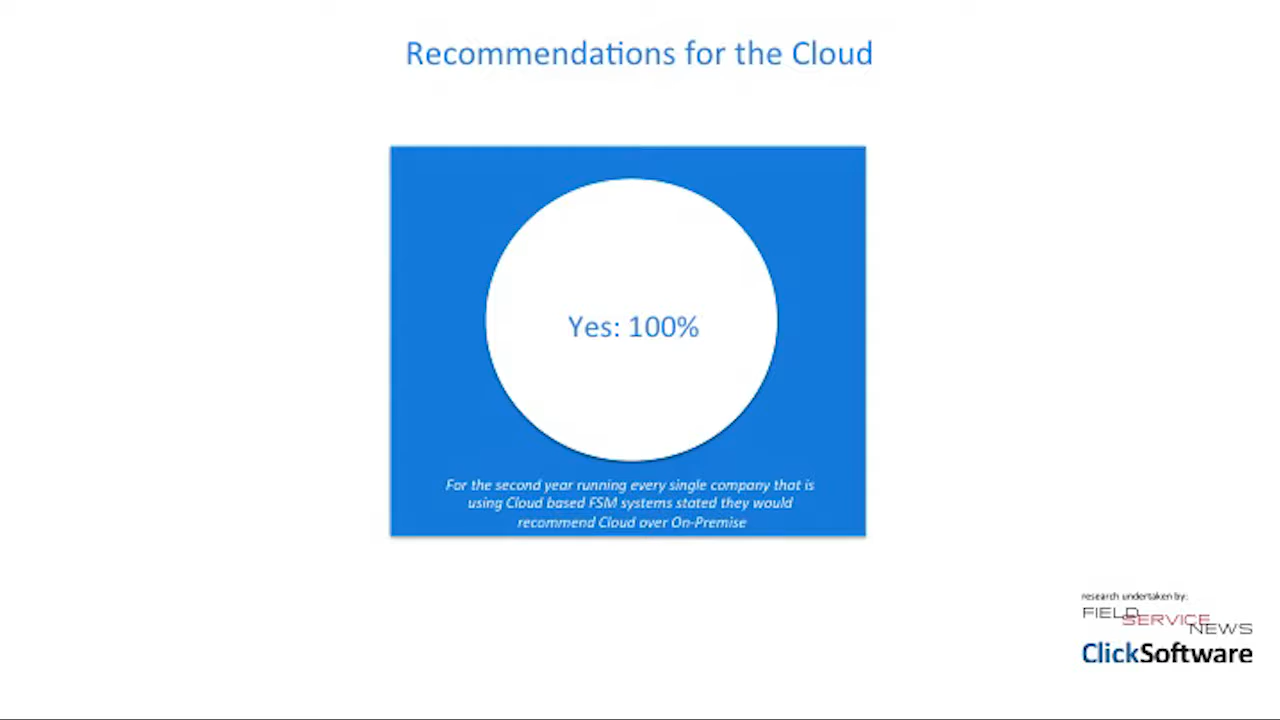 Recommendations for the Cloud
Yes: 100%
For the second year running every single company that is
using Cloud based FSM systems stated they would
recommend Cloud over On-Premise
research undertaken by:
FIELD
SERVICE
NEWS
ClickSoftware